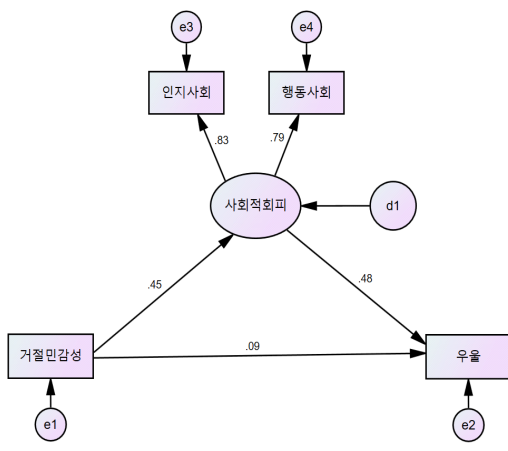 e3
e4
인지사회
행동사회
.83
.79
사회적회피
d1
.45
.48
.09
거절민감성
우울
e1
e2